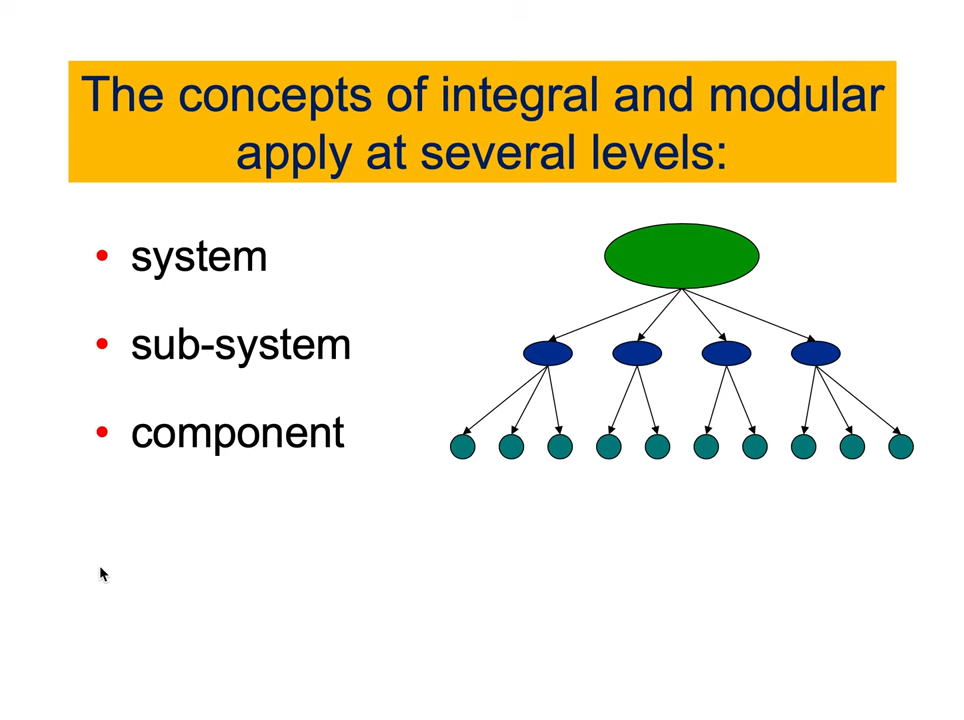 The concepts of integral and modular
apply at several levels:
• system
• sub-system
• component